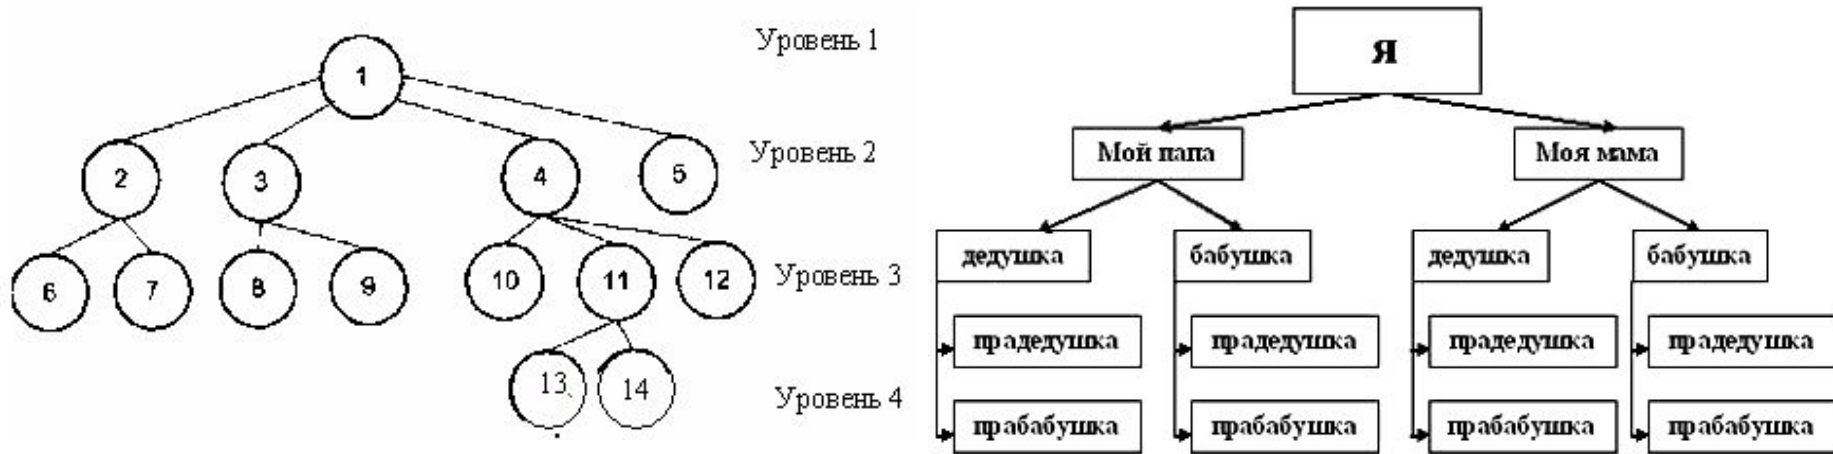 Уровень 1
1
Уровень 2
2
3
4
5
Уровень 3
6
7
8
9
10
11
12
Уровень 4
13
14
Я
Мой папа
Моя мама
дедушка
бабушка
дедушка
бабушка
прадедушка
прадедушка
прадедушка
прадедушка
прабабушка
прабабушка
прабабушка
прабабушка